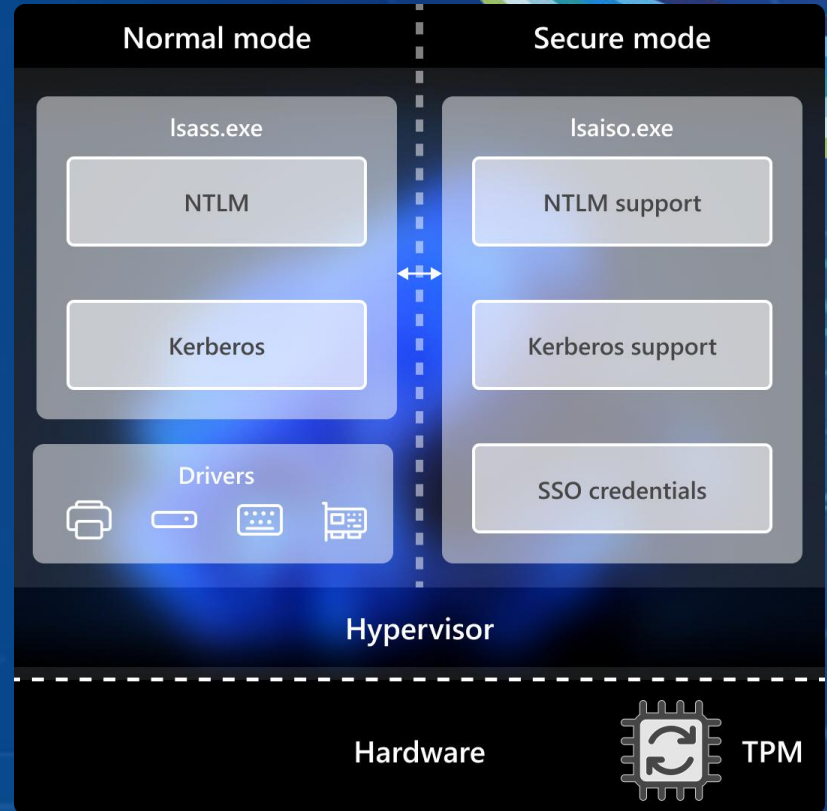 Normal mode
Secure mode
lsass.exe
NTLM
Kerberos
Drivers
lsaiso.exe
NTLM support
Kerberos support
SSO credentials
Hypervisor
Hardware
TPM